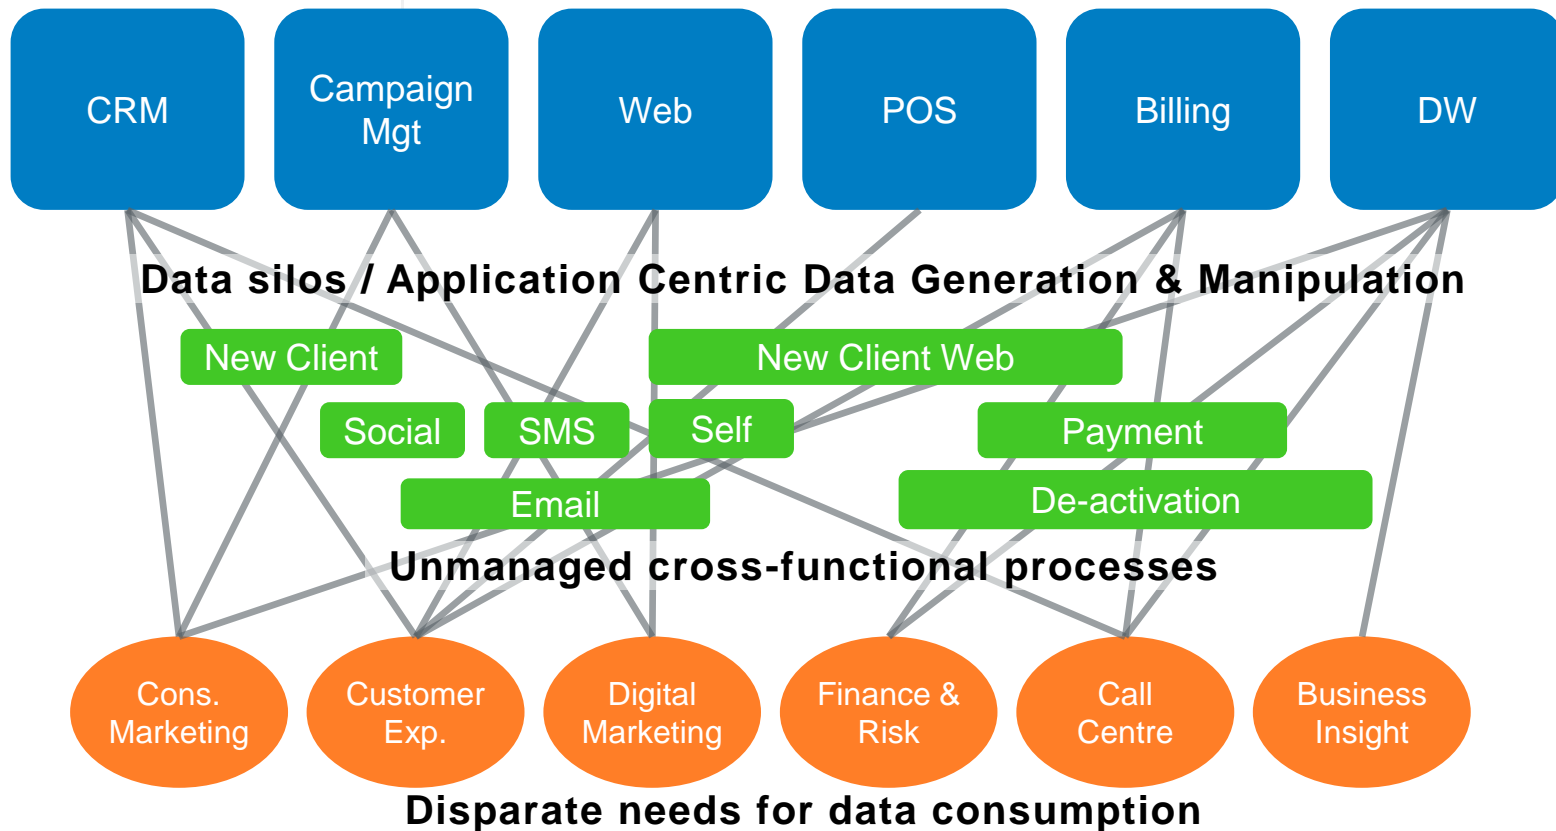 CRM
Campaign
Mgt
Web
POS
Billing
DW
Data silos / Application Centric Data Generation & Manipulation
New Client
New Client Web
Social
SMS
Self
Payment
Email
De-activation
Unmanaged cross-functional processes
Cons.
Marketing
Customer
Exp.
Digital
Marketing
Finance &
Risk
Call
Centre
Business
Insight
Disparate needs for data consumption